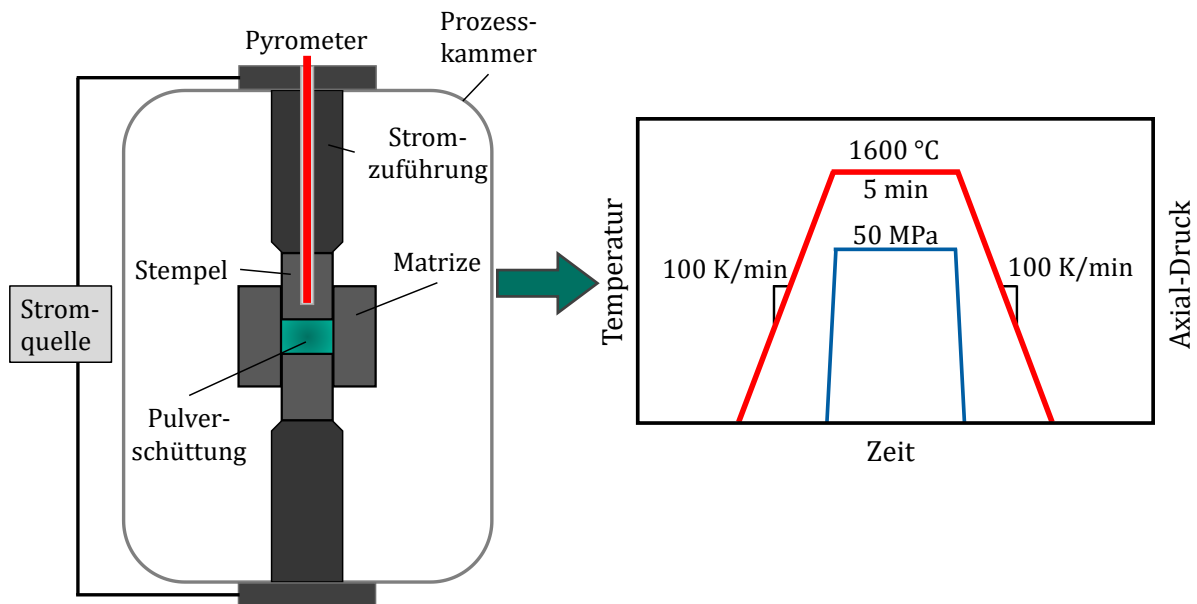 Pyrometer
Prozess-
kammer
Strom-
zuführung
Stempel
Matrize
Strom-
quelle
Pulver-
schüttung
Temperatur
1600 °C
5 min
50 MPa
100 K/min
100 K/min
Axial-Druck
Zeit